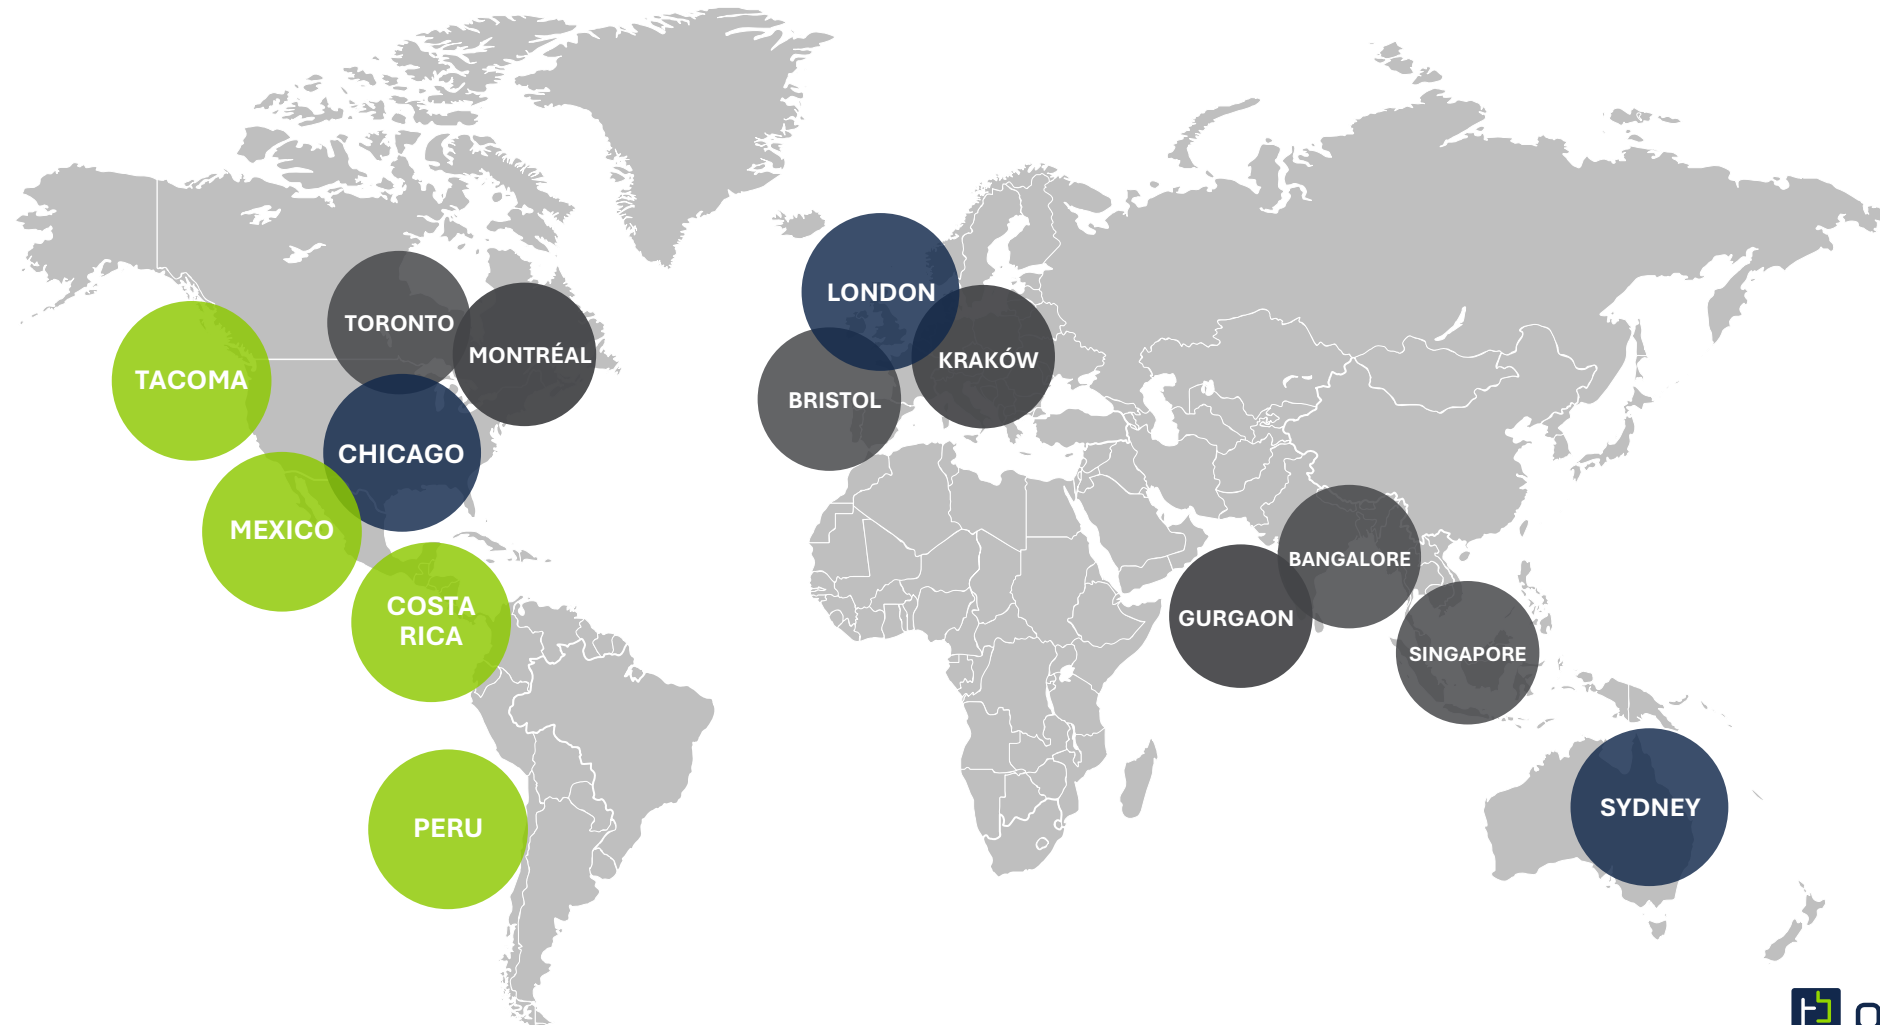 LONDON
TORONTO
MONTRÉAL
KRAKÓW
TACOMA
BRISTOL
CHICAGO
MEXICO
BANGALORE
COSTA
RICA
GURGAON
SINGAPORE
SYDNEY
PERU